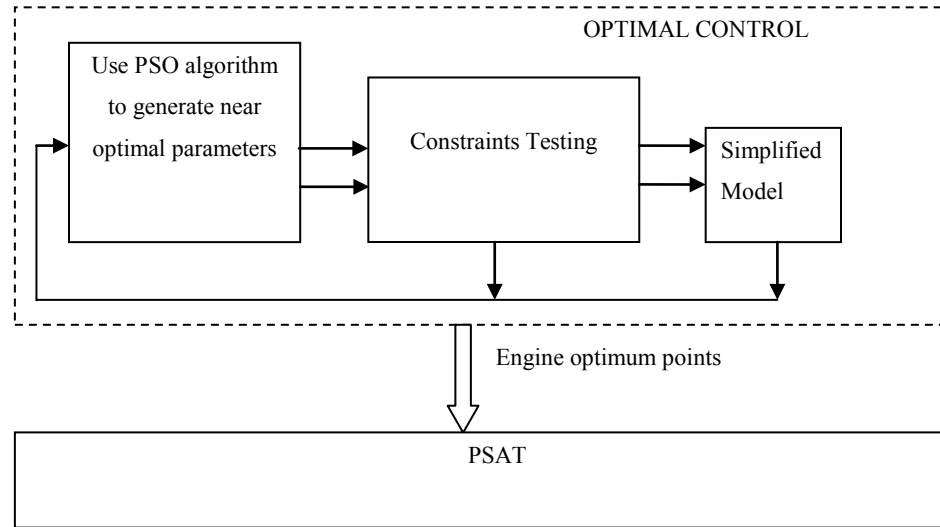 OPTIMAL CONTROL
Use PSO algorithm
to generate near
optimal parameters
Constraints Testing
Simplified
Model
Engine optimum points
PSAT